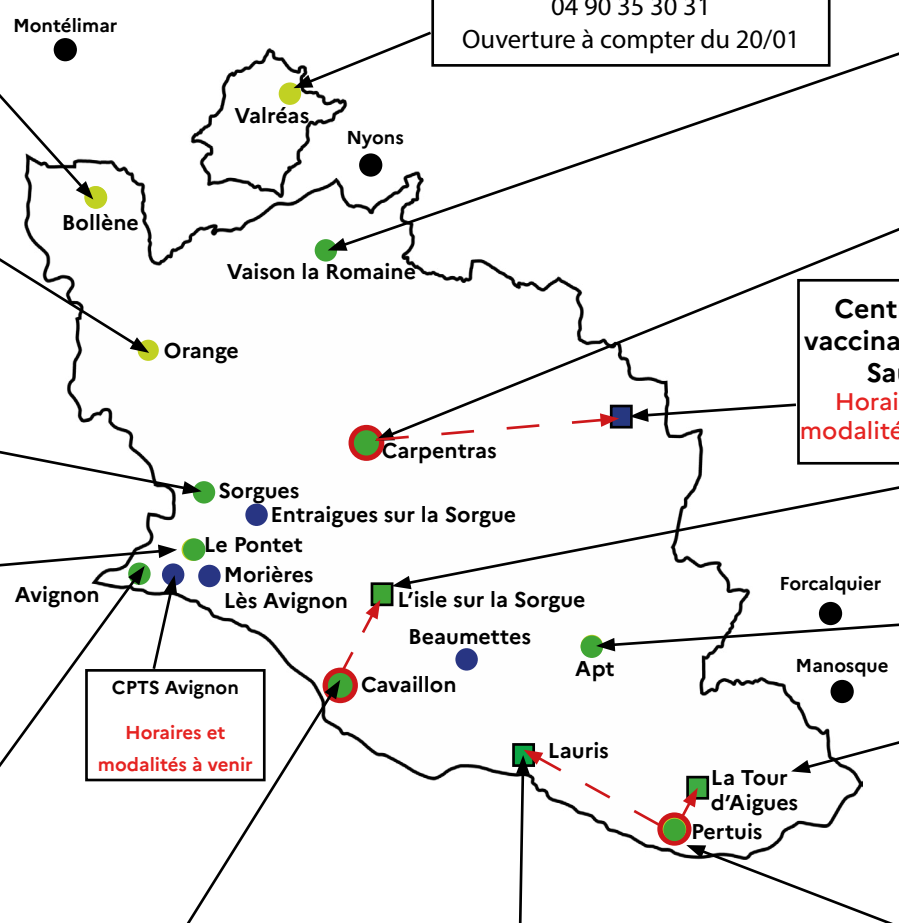 04 90 35 30 31
Ouverture à compter du 20/01
Montélimar
Valréas
Nyons
Bollène
Vaison la Romaine
Orange
Carpentras
Sorgues
Entraigues sur la Sorgue
Le Pontet
Avignon
Morières
Lès Avignon
L'isle sur la Sorgue
Beaumettes
Apt
Cavaillon
Forcalquier
Manosque
CPTS Avignon
Horaires et
modalités à venir
Lauris
La Tour
d'Aigues
Pertuis
Cent
vaccina
Sau
Horai
modalité